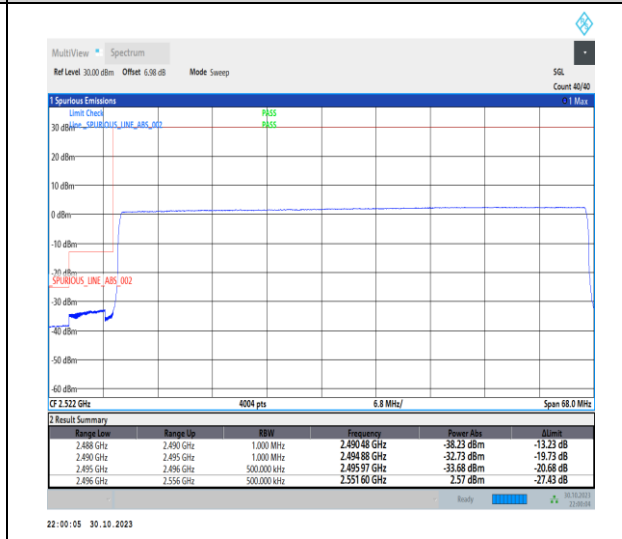 MultiView Spectrum
Ref Level 30.00 dBm Offset 6.98 dB Mode Sweep SGL
Count 40/40
1 Spurious Emissions 1 Max
Limit Check PASS
30 dBm Line _SPURIOUS_LINE_ABS_002 PASS
20 dBm
10 dBm
0 dBm
-10 dBm
-20 dBm
_SPURIOUS_LINE_ABS_002
-30 dBm
-40 dBm
-50 dBm
-60 dBm
CF 2.522 GHz 4004 pts 6.8 MHz/ Span 68.0 MHz
2 Result Summary
Range Low Range Up RBW Frequency Power Abs ΔLimit
2.488 GHz 2.490 GHz 1.000 MHz 2.490 48 GHz -38.23 dBm -13.23 dB
2.490 GHz 2.495 GHz 1.000 MHz 2.494 88 GHz -32.73 dBm -19.73 dB
2.495 GHz 2.496 GHz 500.000 kHz 2.495 97 GHz -33.68 dBm -20.68 dB
2.496 GHz 2.556 GHz 500.000 kHz 2.551 60 GHz 2.57 dBm -27.43 dB
Ready 30.10.2023
22:00:04
22:00:05 30.10.2023